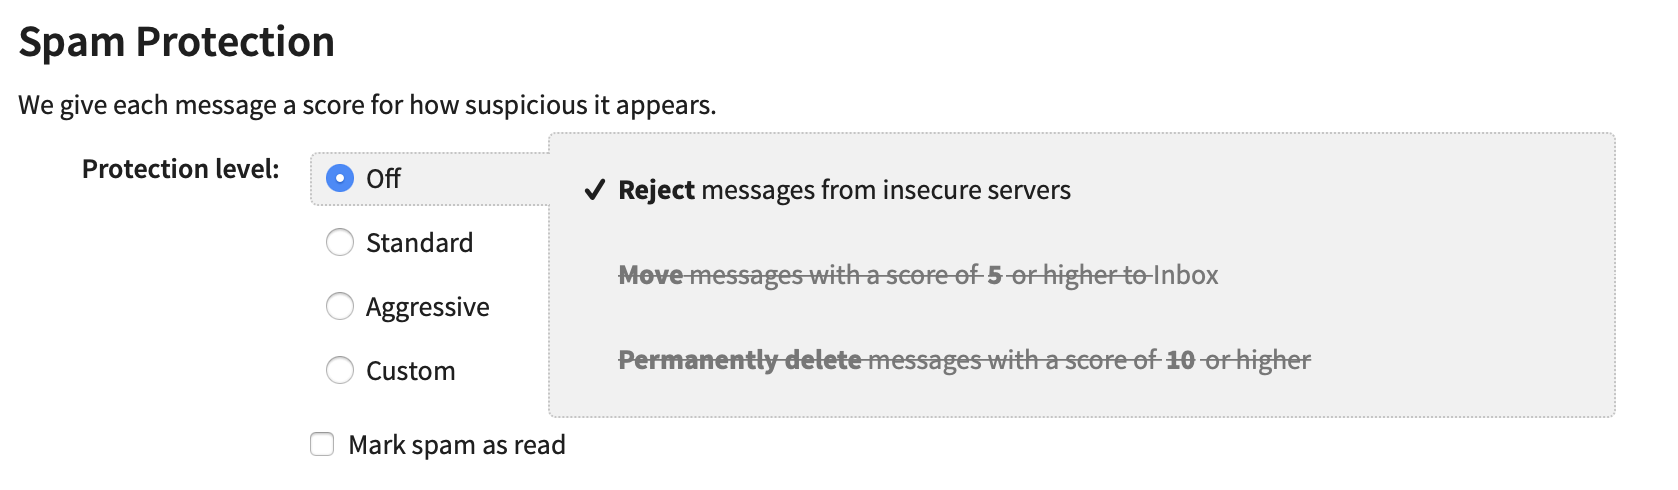 Spam Protection
We give each message a score for how suspicious it appears.
Protection level:
Off
Standard
Aggressive
Custom
✔ Reject messages from insecure servers
Move messages with a score of 5 or higher to Inbox
Permanently delete messages with a score of 10 or higher
Mark spam as read